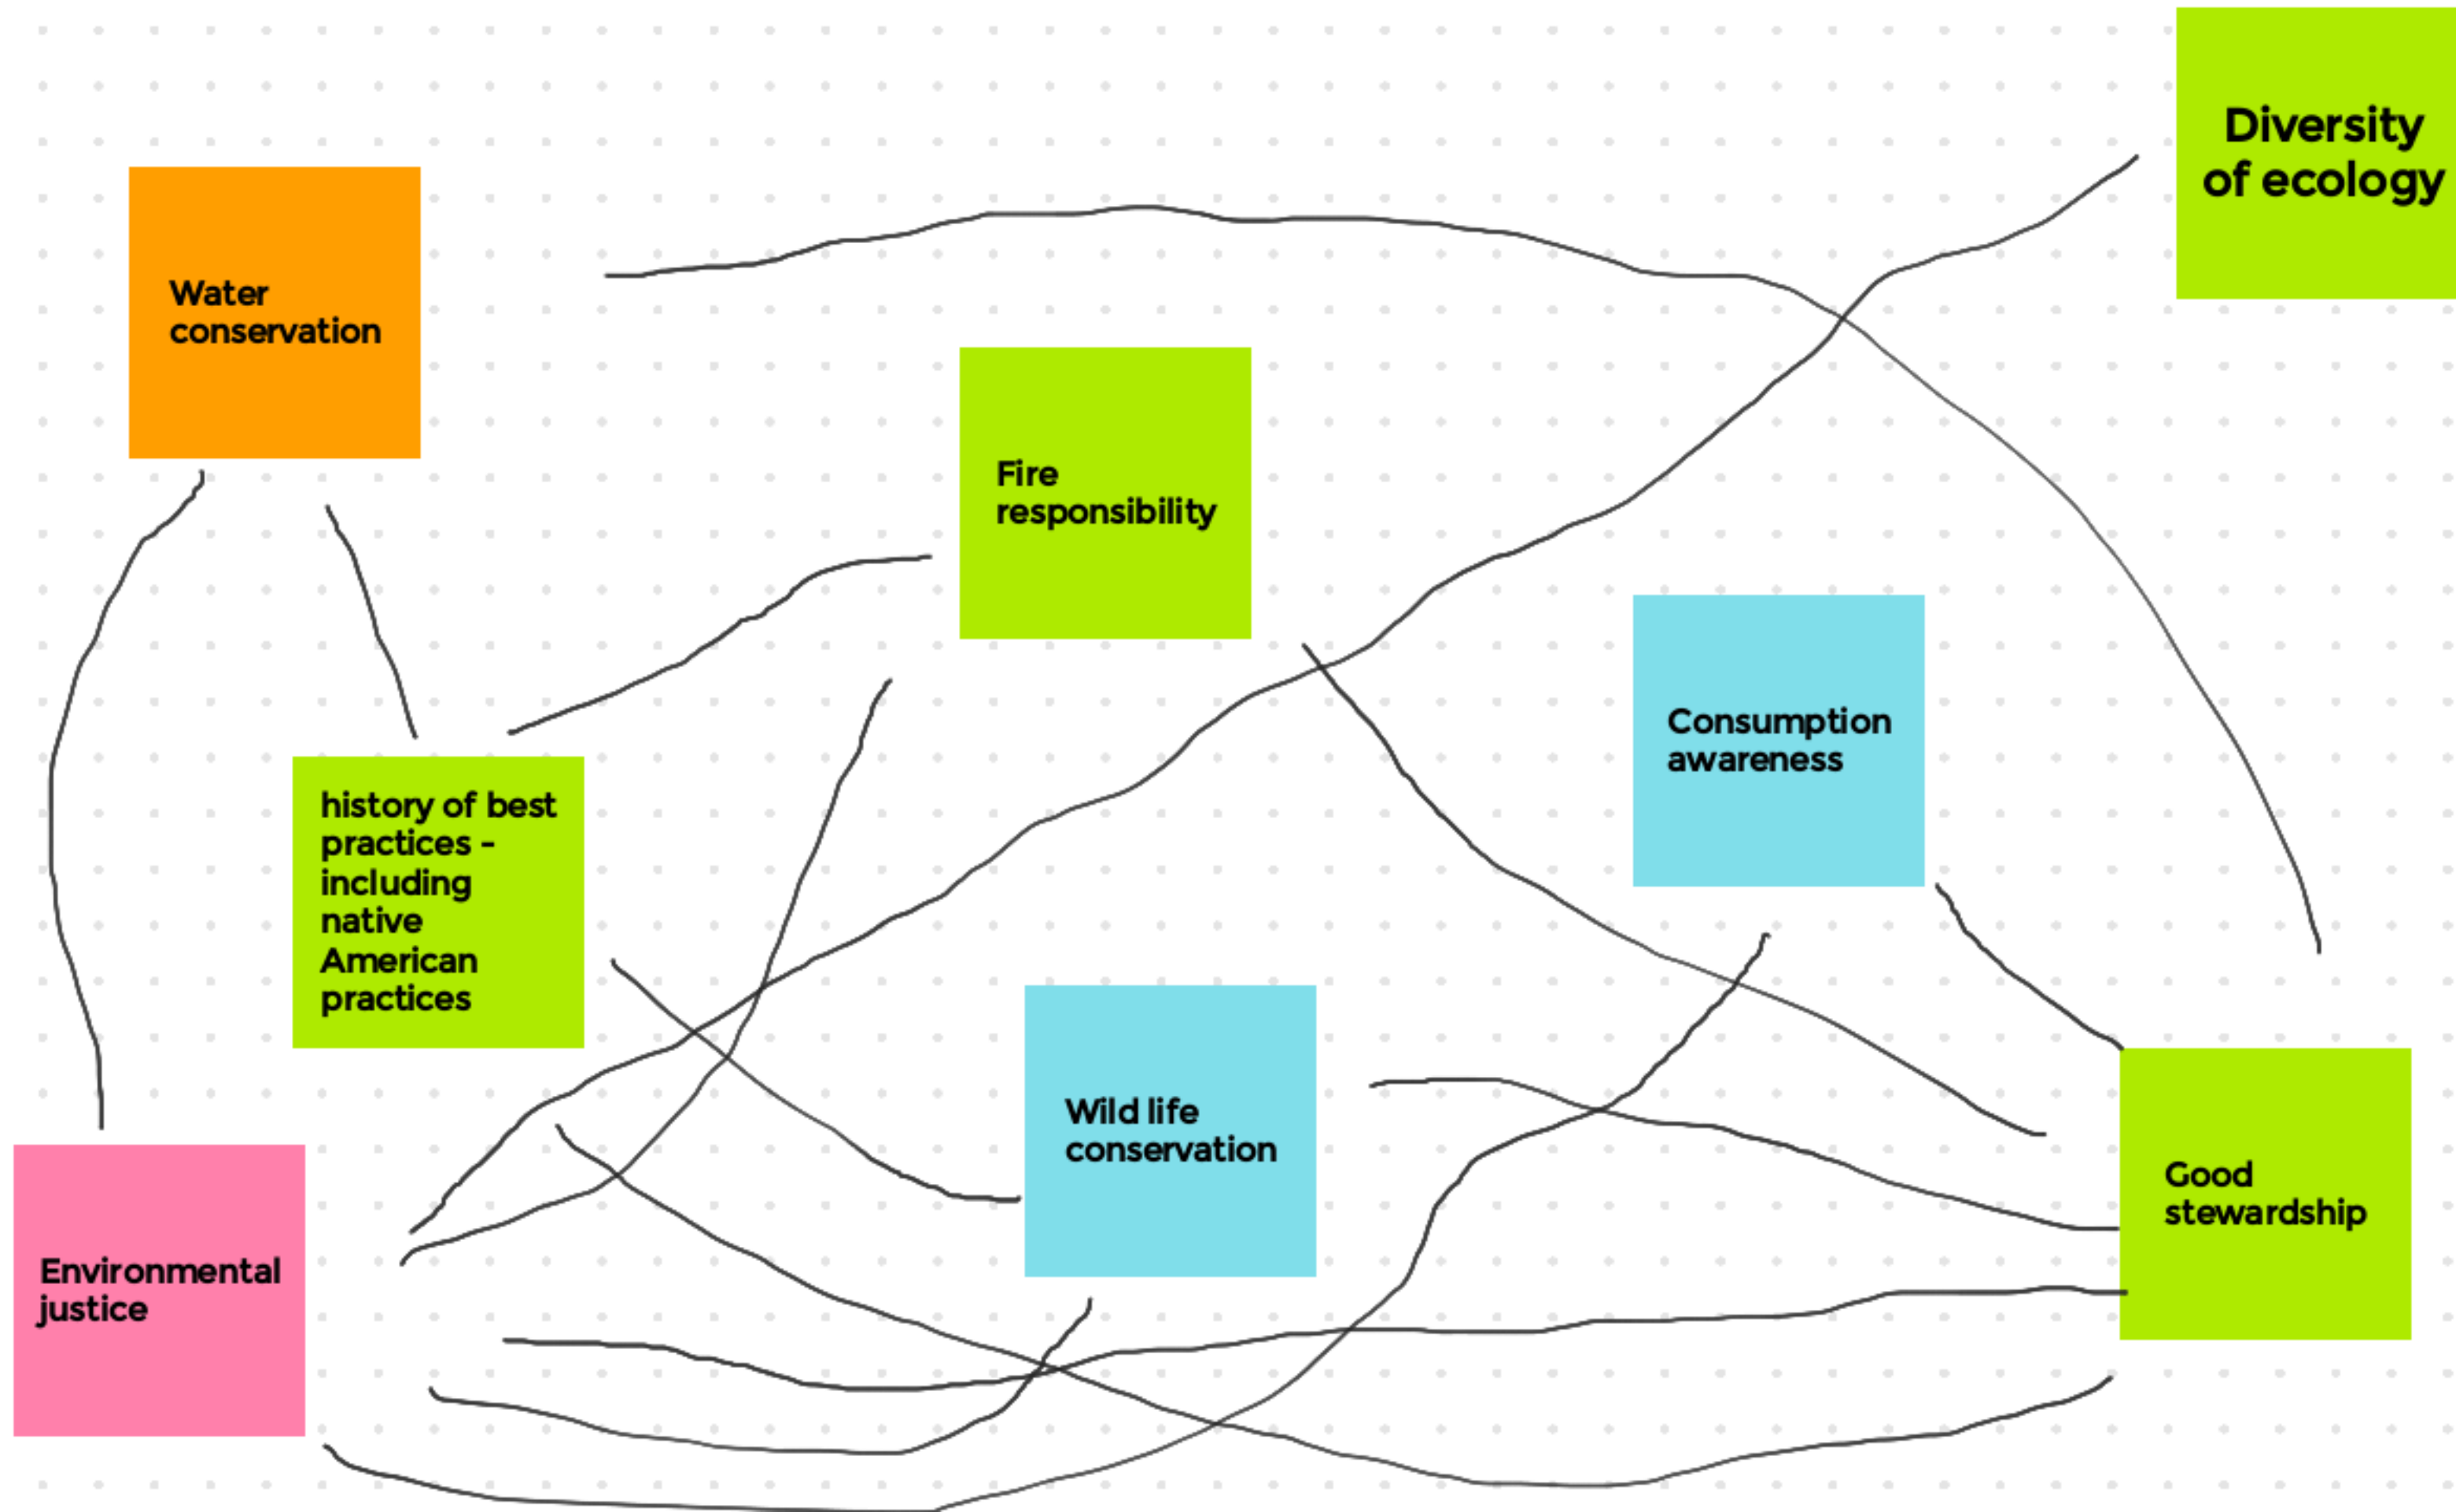 Diversity
of ecology
Water
conservation
Fire
responsibility
Consumption
awareness
history of best
practices -
including
native
American
practices
Wild life
conservation
Good
stewardship
Environmental
justice